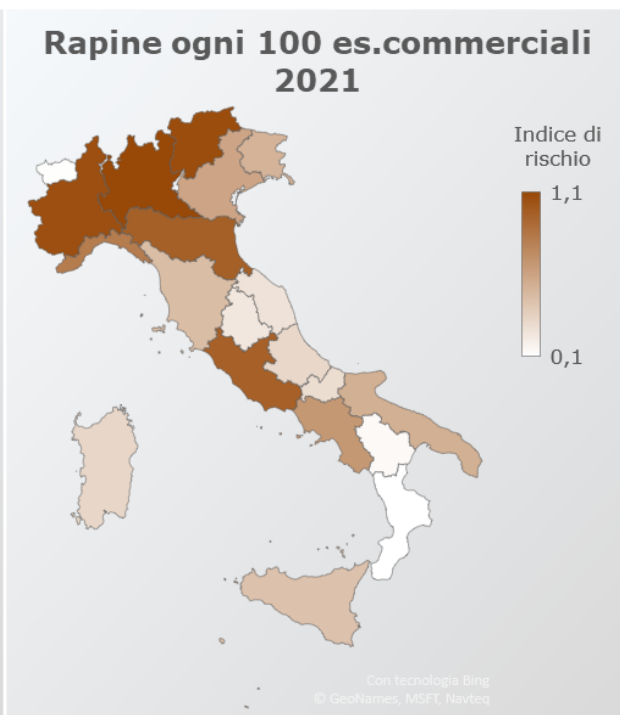 Rapine ogni 100 es.commerciali
2021
Indice di
rischio
1,1
0,1
Con tecnologia Bing
© GeoNames, MSFT, Navteq